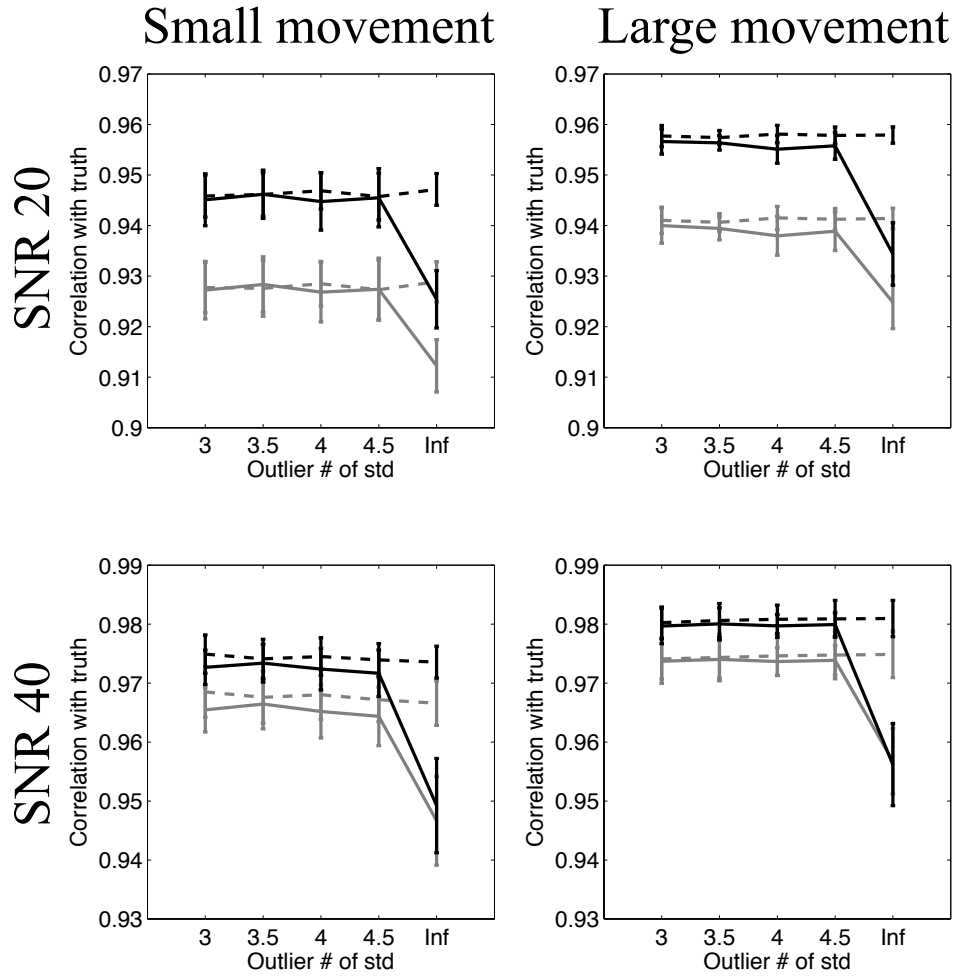 Small movement
Large movement
SNR 20
Correlation with truth
0.97
0.96
0.95
0.94
0.93
0.92
0.91
0.9
3 3.5 4 4.5 Inf
Outlier # of std
Correlation with truth
0.97
0.96
0.95
0.94
0.93
0.92
0.91
0.9
3 3.5 4 4.5 Inf
Outlier # of std
SNR 40
Correlation with truth
0.99
0.98
0.97
0.96
0.95
0.94
0.93
3 3.5 4 4.5 Inf
Outlier # of std
Correlation with truth
0.99
0.98
0.97
0.96
0.95
0.94
0.93
3 3.5 4 4.5 Inf
Outlier # of std